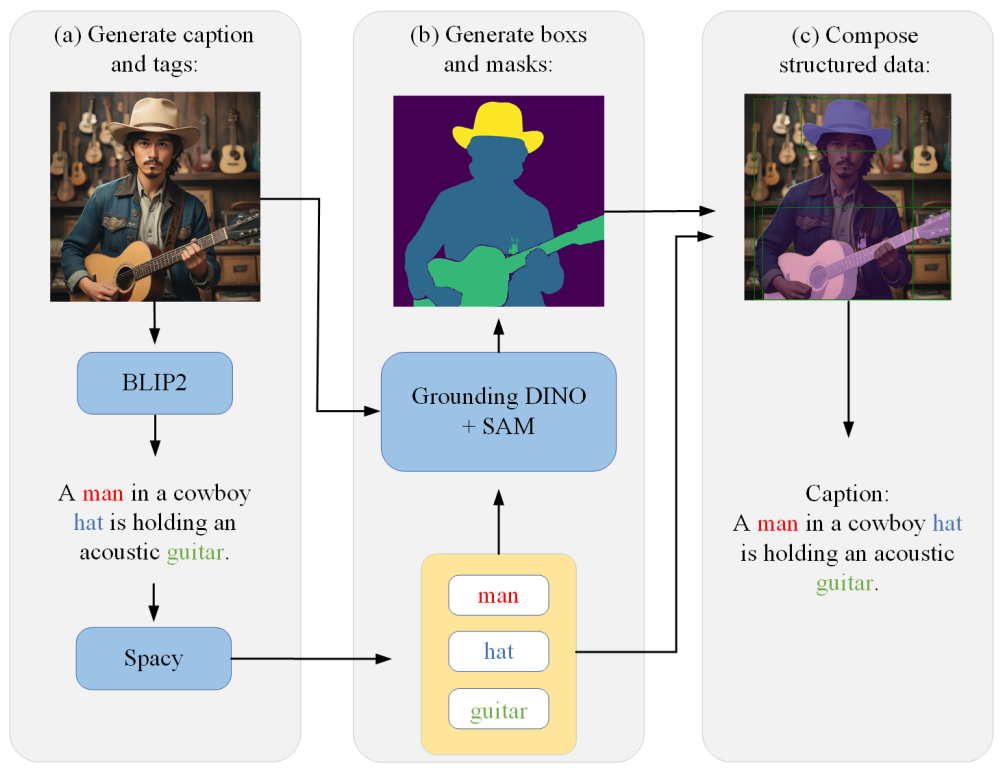 (a) Generate caption
and tags:
BLIP2
A man in a cowboy
hat is holding an
acoustic guitar.
Spacy
(b) Generate boxs
and masks:
Grounding DINO
+ SAM
man
hat
guitar
(c) Compose
structured data:
Caption:
A man in a cowboy hat
is holding an acoustic
guitar.